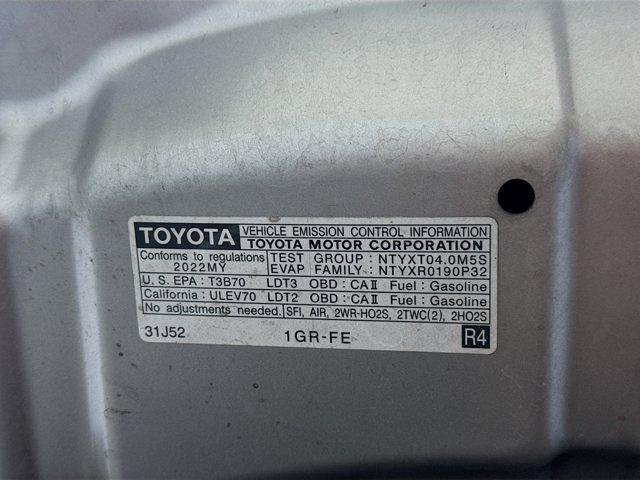 TOYOTA VEHICLE EMISSION CONTROL INFORMATION
TOYOTA MOTOR CORPORATION
Conforms to regulations TEST GROUP : NTYXT04.0M5S
2022MY EVAP FAMILY : NTYXR0190P32
U. S. EPA : T3B70 LDT3 OBD : CAⅡ Fuel : Gasoline
California : ULEV70 LDT2 OBD : CAⅡ Fuel : Gasoline
No adjustments needed. SFI, AIR, 2WR-HO2S, 2TWC(2), 2HO2S
31J52 1GR-FE R4